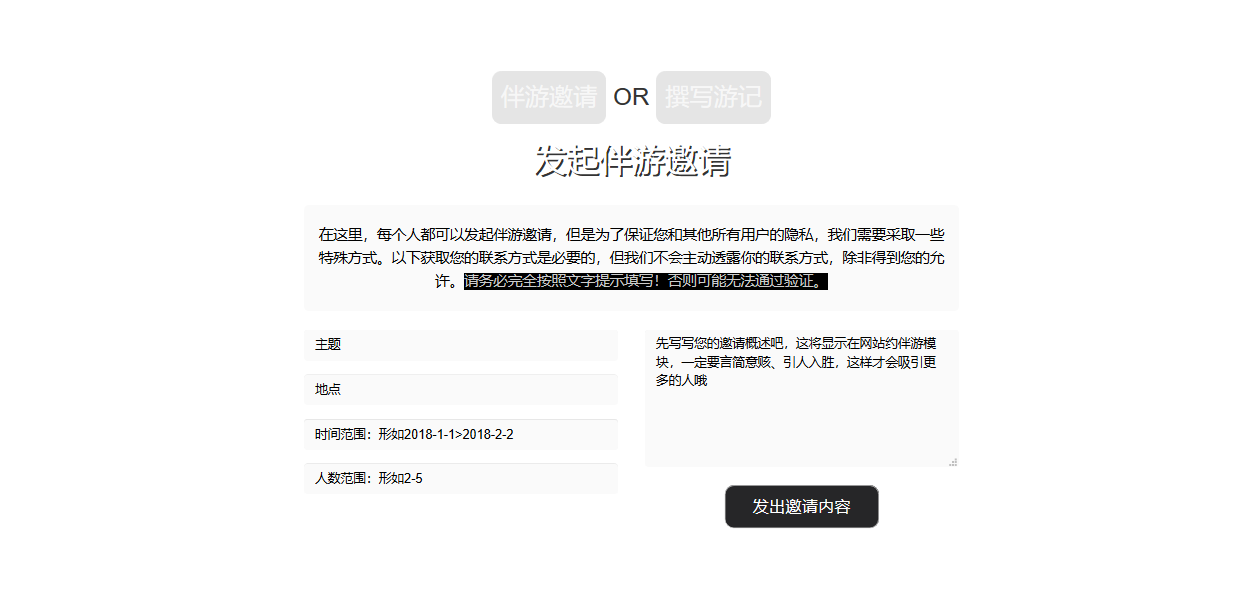 伴游邀请 OR 撰写游记
发起伴游邀请
在这里，每个人都可以发起伴游邀请，但是为了保证您和其他所有用户的隐私，我们需要采取一些
特殊方式。以下获取您的联系方式是必要的，但我们不会主动透露你的联系方式，除非得到您的允
许。请务必完全按照文字提示填写！否则可能无法通过验证。
主题
地点
时间范围：形如2018-1-1>2018-2-2
人数范围：形如2-5
先写写您的邀请概述吧，这将显示在网站约伴游模
块，一定要言简意赅、引人入胜，这样才会吸引更
多的人哦
发出邀请内容